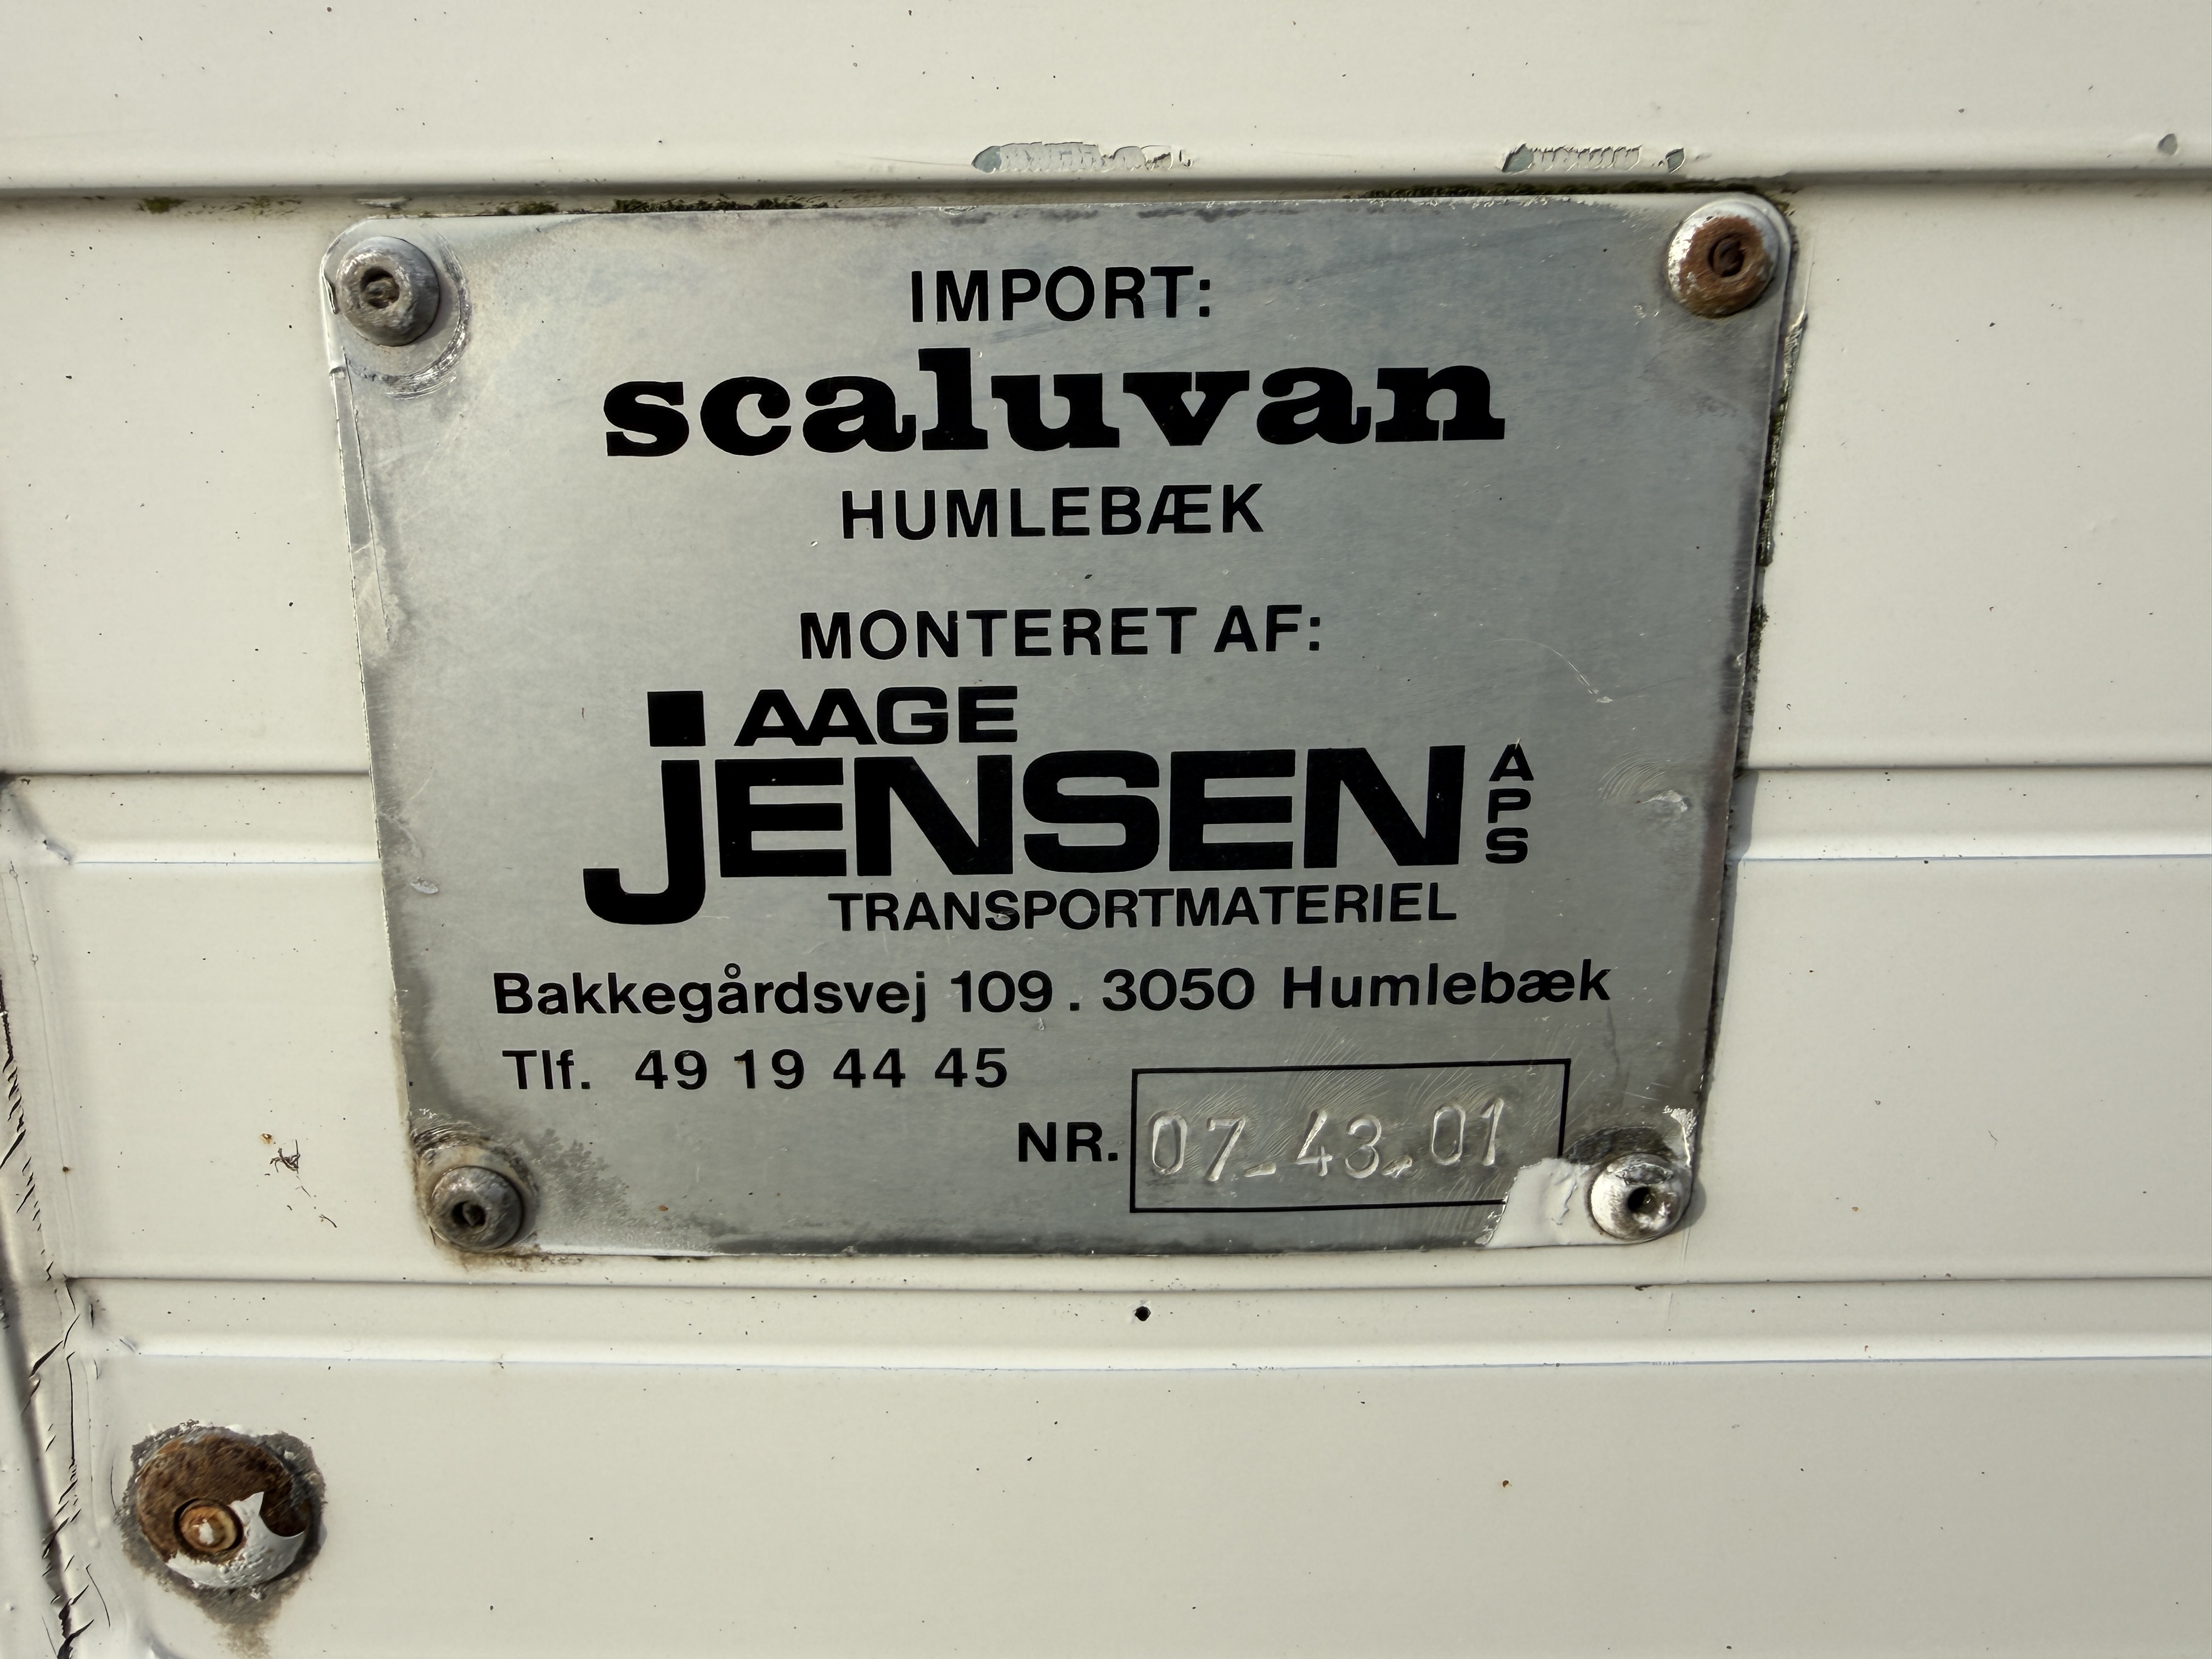 IMPORT:
scaluvan
HUMLEBÆK
MONTERET AF:
AAGE
JENSEN APS
TRANSPORTMATERIEL
Bakkegårdsvej 109 . 3050 Humlebæk
Tlf. 49 19 44 45
NR. 07-43-01